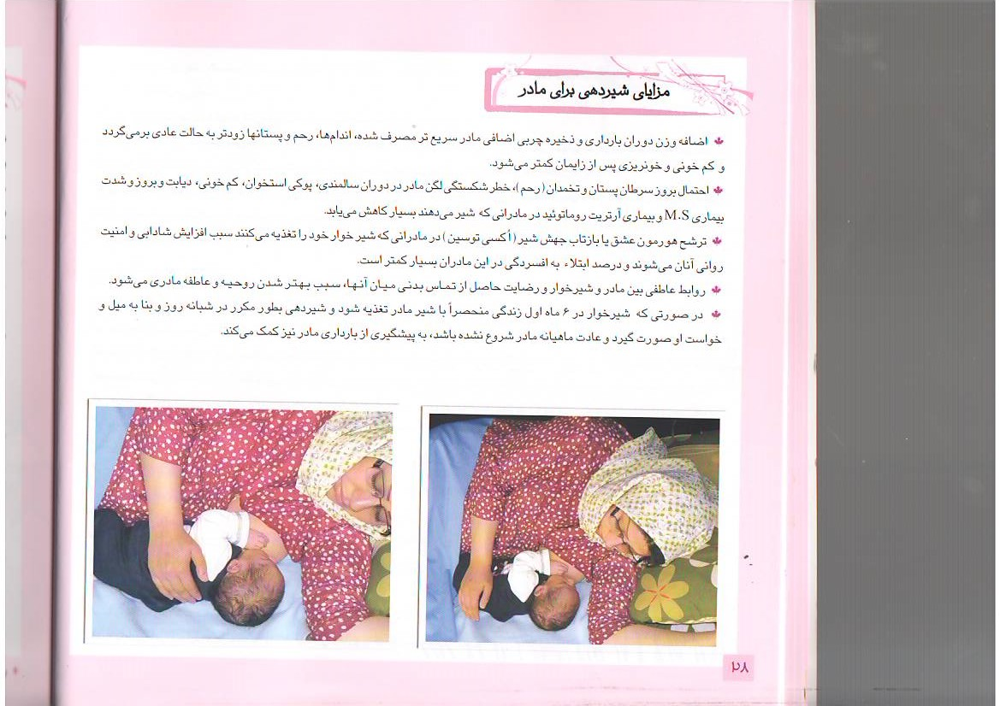 مزایای شیردهی برای مادر
اضافه وزن دوران بارداری و ذخیره چربی اضافی مادر سریع تر مصرف شده، اندام‌ها، رحم و پستانها زودتر به حالت عادی برمی‌گردد
و کم خونی و خونریزی پس از زایمان کمتر می‌شود.
احتمال بروز سرطان پستان و تخمدان (رحم)، خطر شکستگی لگن مادر در دوران سالمندی، پوکی استخوان، کم خونی، دیابت و بروز و شدت
بیماری M.S و بیماری آرتریت روماتوئید در مادرانی که شیر می‌دهند بسیار کاهش می‌یابد.
ترشح هورمون عشق یا بازتاب جهش شیر (اُکسی توسین) در مادرانی که شیر خوار خود را تغذیه می‌کنند سبب افزایش شادابی و امنیت
روانی آنان می‌شوند و درصد ابتلاء به افسردگی در این مادران بسیار کمتر است.
روابط عاطفی بین مادر و شیرخوار و رضایت حاصل از تماس بدنی میان آنها، سبب بهتر شدن روحیه و عاطفه مادری می‌شود.
در صورتی که شیرخوار در ۶ ماه اول زندگی منحصراً با شیر مادر تغذیه شود و شیردهی بطور مکرر در شبانه روز و بنا به میل و
خواست او صورت گیرد و عادت ماهیانه مادر شروع نشده باشد، به پیشگیری از بارداری مادر نیز کمک می‌کند.
۲۸